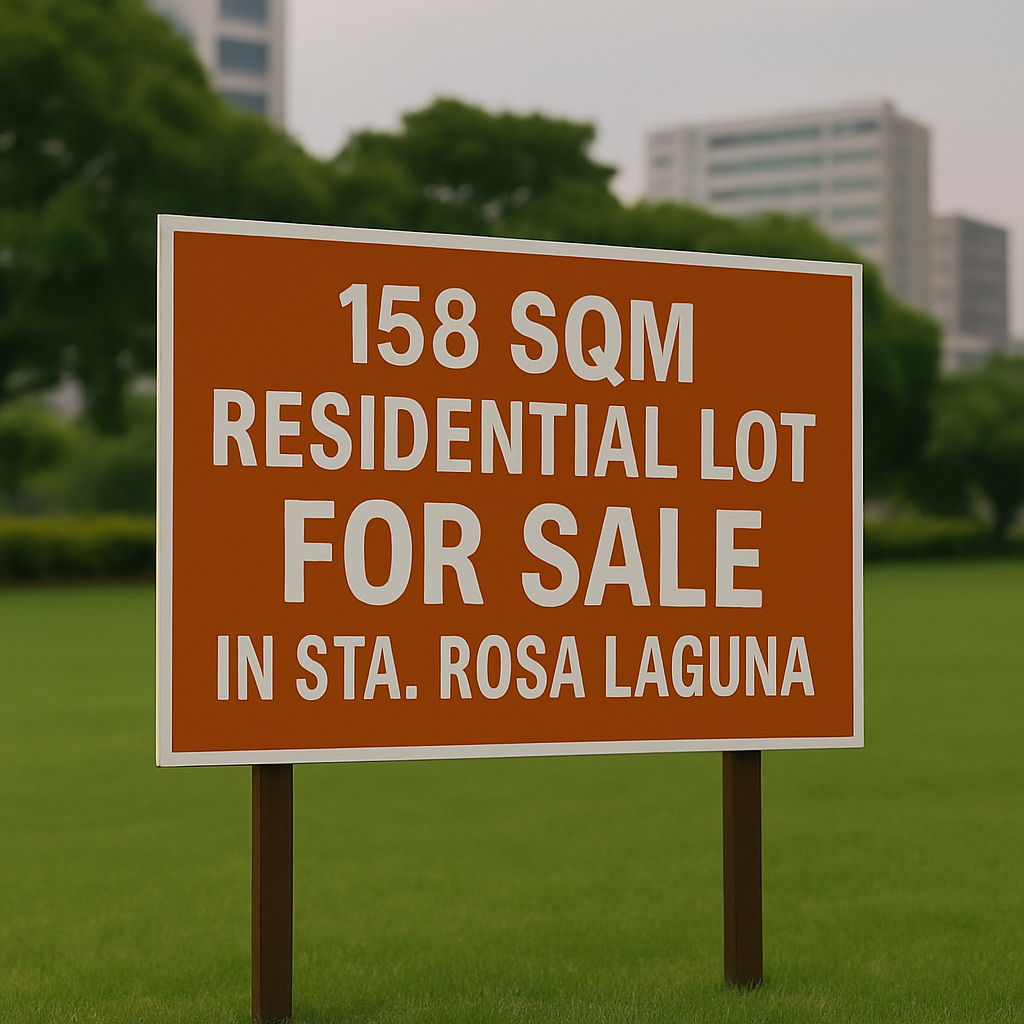 158 SQM
RESIDENTIAL LOT
FOR SALE
IN STA. ROSA LAGUNA